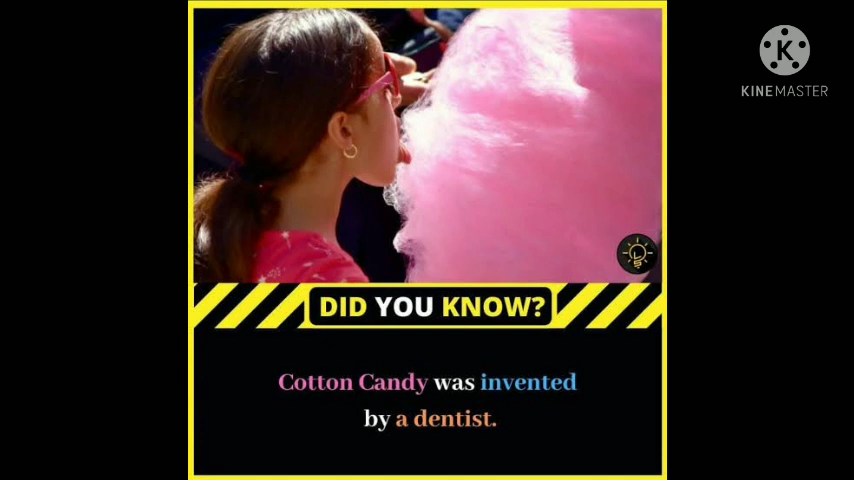 K
KINEMASTER
DID YOU KNOW?
Cotton Candy was invented
by a dentist.